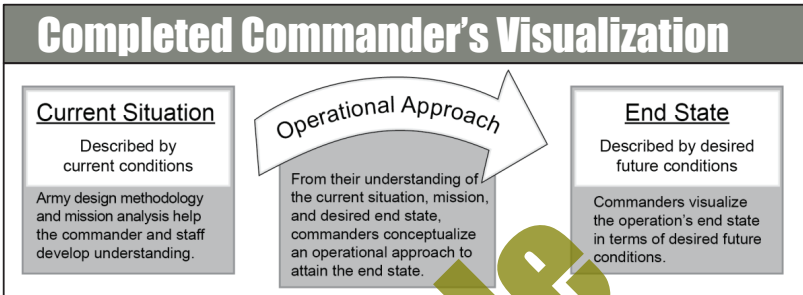 Completed Commander's Visualization
Current Situation
Described by
current conditions
Army design methodology
and mission analysis help
the commander and staff
develop understanding.
Operational Approach
From their understanding of
the current situation, mission,
and desired end state,
commanders conceptualize
an operational approach to
attain the end state.
End State
Described by desired
future conditions
Commanders visualize
the operation's end state
in terms of desired future
conditions.